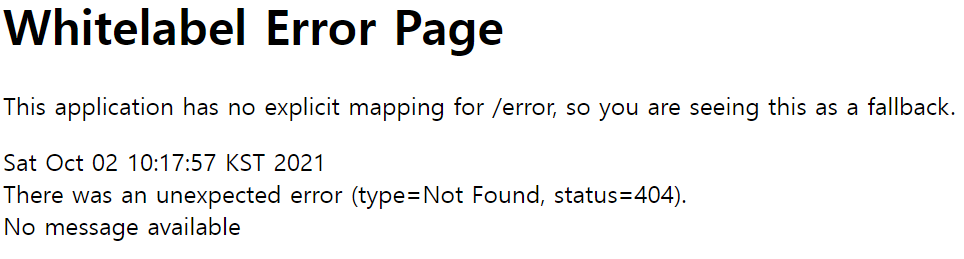 Whitelabel Error Page
This application has no explicit mapping for /error, so you are seeing this as a fallback.
Sat Oct 02 10:17:57 KST 2021
There was an unexpected error (type=Not Found, status=404).
No message available